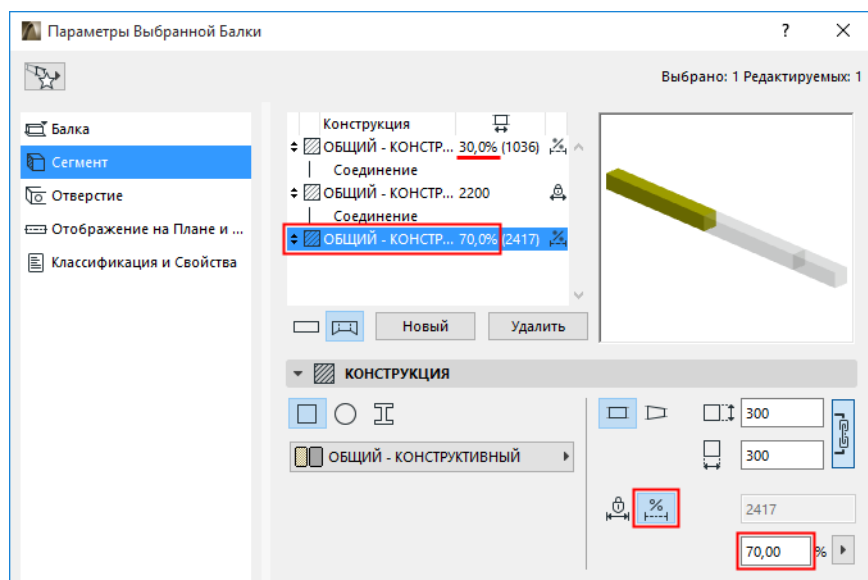 Параметры Выбранной Балки
?
Выбрано: 1 Редактируемых: 1
Балка
Сегмент
Отверстие
Отображение на Плане и ...
Классификация и Свойства
Конструкция
ОБЩИЙ - КОНСТР... 30,0% (1036) %
Соединение
ОБЩИЙ - КОНСТР... 2200
Соединение
ОБЩИЙ - КОНСТР... 70,0% (2417) %
Новый Удалить
КОНСТРУКЦИЯ
ОБЩИЙ - КОНСТРУКТИВНЫЙ
300
300
% 2417
70,00 %